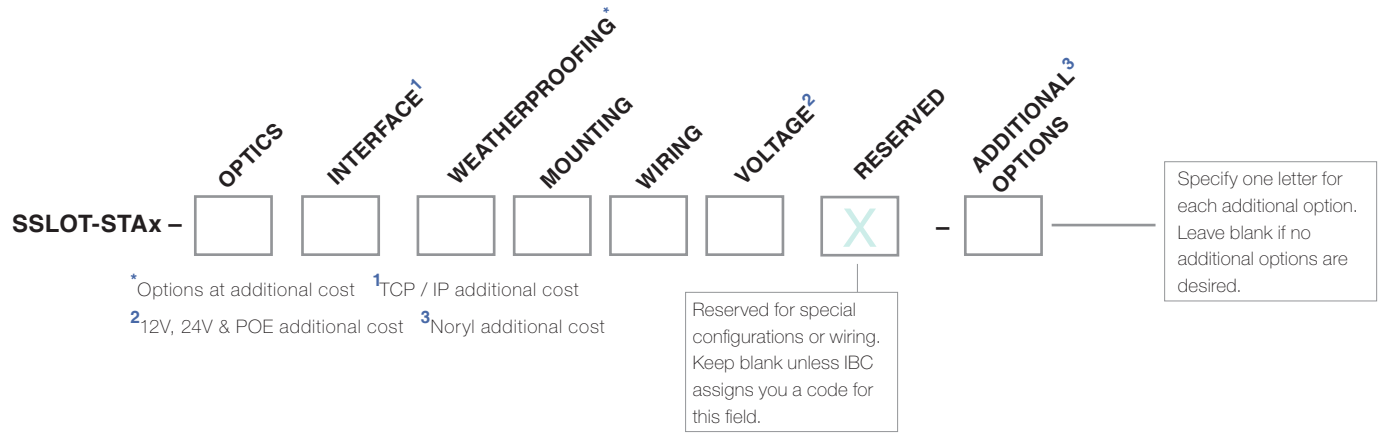 OPTICS
INTERFACE1
WEATHERPROOFING*
MOUNTING
WIRING
VOLTAGE2
RESERVED
ADDITIONAL3
OPTIONS
SSLOT-STAx –
X
–
Specify one letter for
each additional option.
Leave blank if no
additional options are
desired.
*Options at additional cost 1TCP / IP additional cost
212V, 24V & POE additional cost 3Noryl additional cost
Reserved for special
configurations or wiring.
Keep blank unless IBC
assigns you a code for
this field.